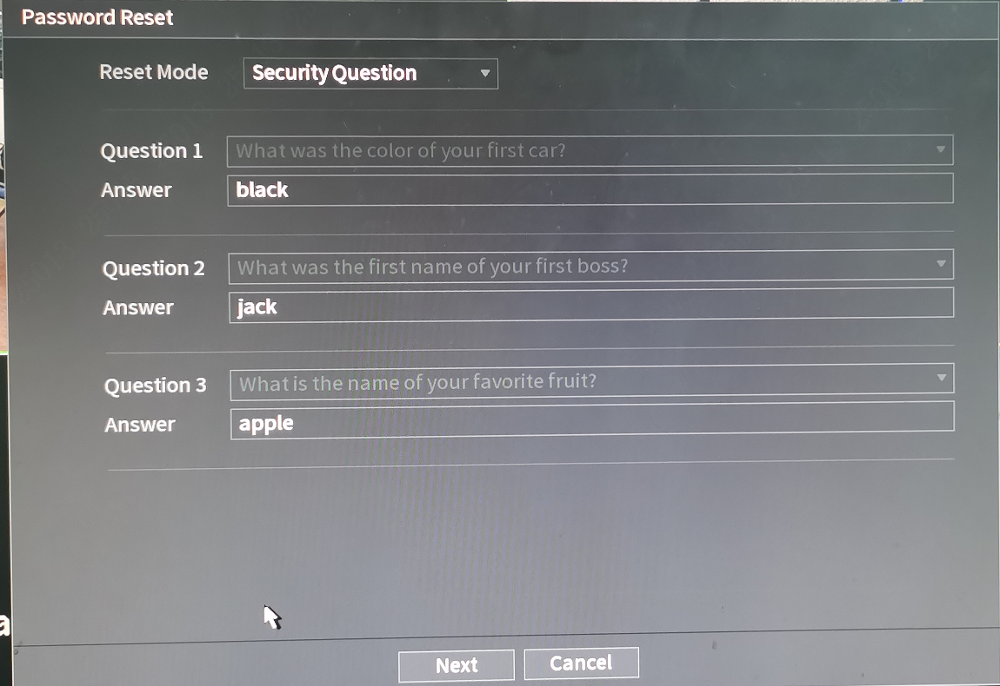 Password Reset
Reset Mode Security Question
Question 1 What was the color of your first car?
Answer black
Question 2 What was the first name of your first boss?
Answer jack
Question 3 What is the name of your favorite fruit?
Answer apple
a
Next Cancel